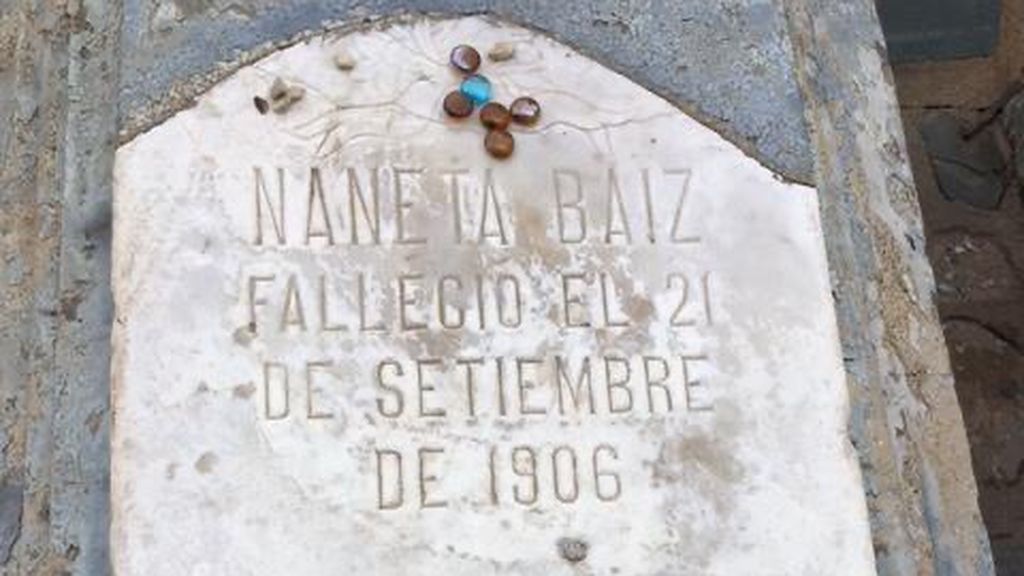 NANETA BAIZ
FALLECIO EL 21
DE SETIEMBRE
DE 1906